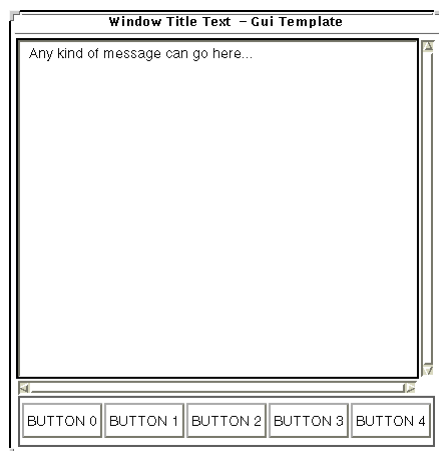 Window Title Text - Gui Template
Any kind of message can go here...
BUTTON 0 BUTTON 1 BUTTON 2 BUTTON 3 BUTTON 4